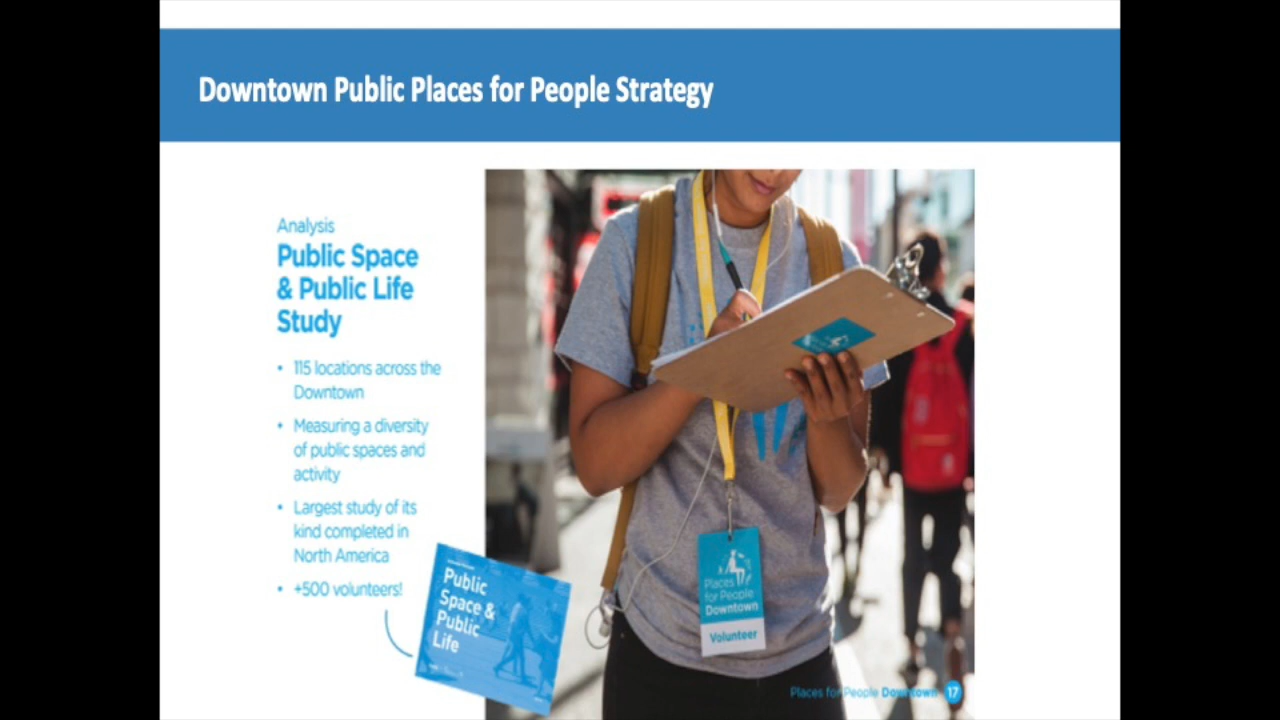 Downtown Public Places for People Strategy
Analysis
Public Space
& Public Life
Study
• 115 locations across the
Downtown
• Measuring a diversity
of public spaces and
activity
• Largest study of its
kind completed in
North America
• +500 volunteers!
Public
Space &
Public
Life
Places
for People
Downtown
Volunteer
Places for People Downtown 17